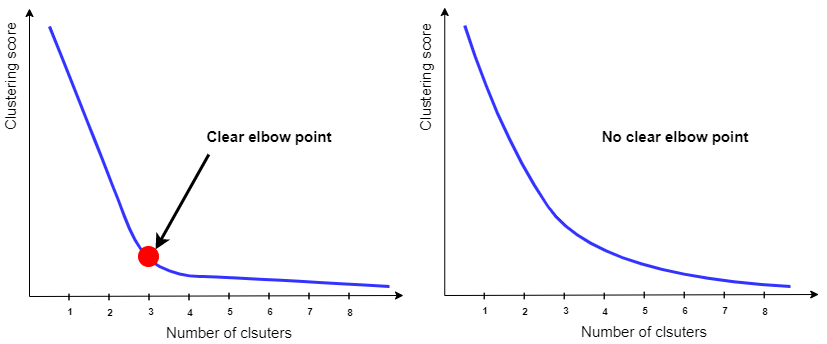 Clustering score
Clear elbow point
1 2 3 4 5 6 7 8
Number of clsuters
Clustering score
No clear elbow point
1 2 3 4 5 6 7 8
Number of clsuters